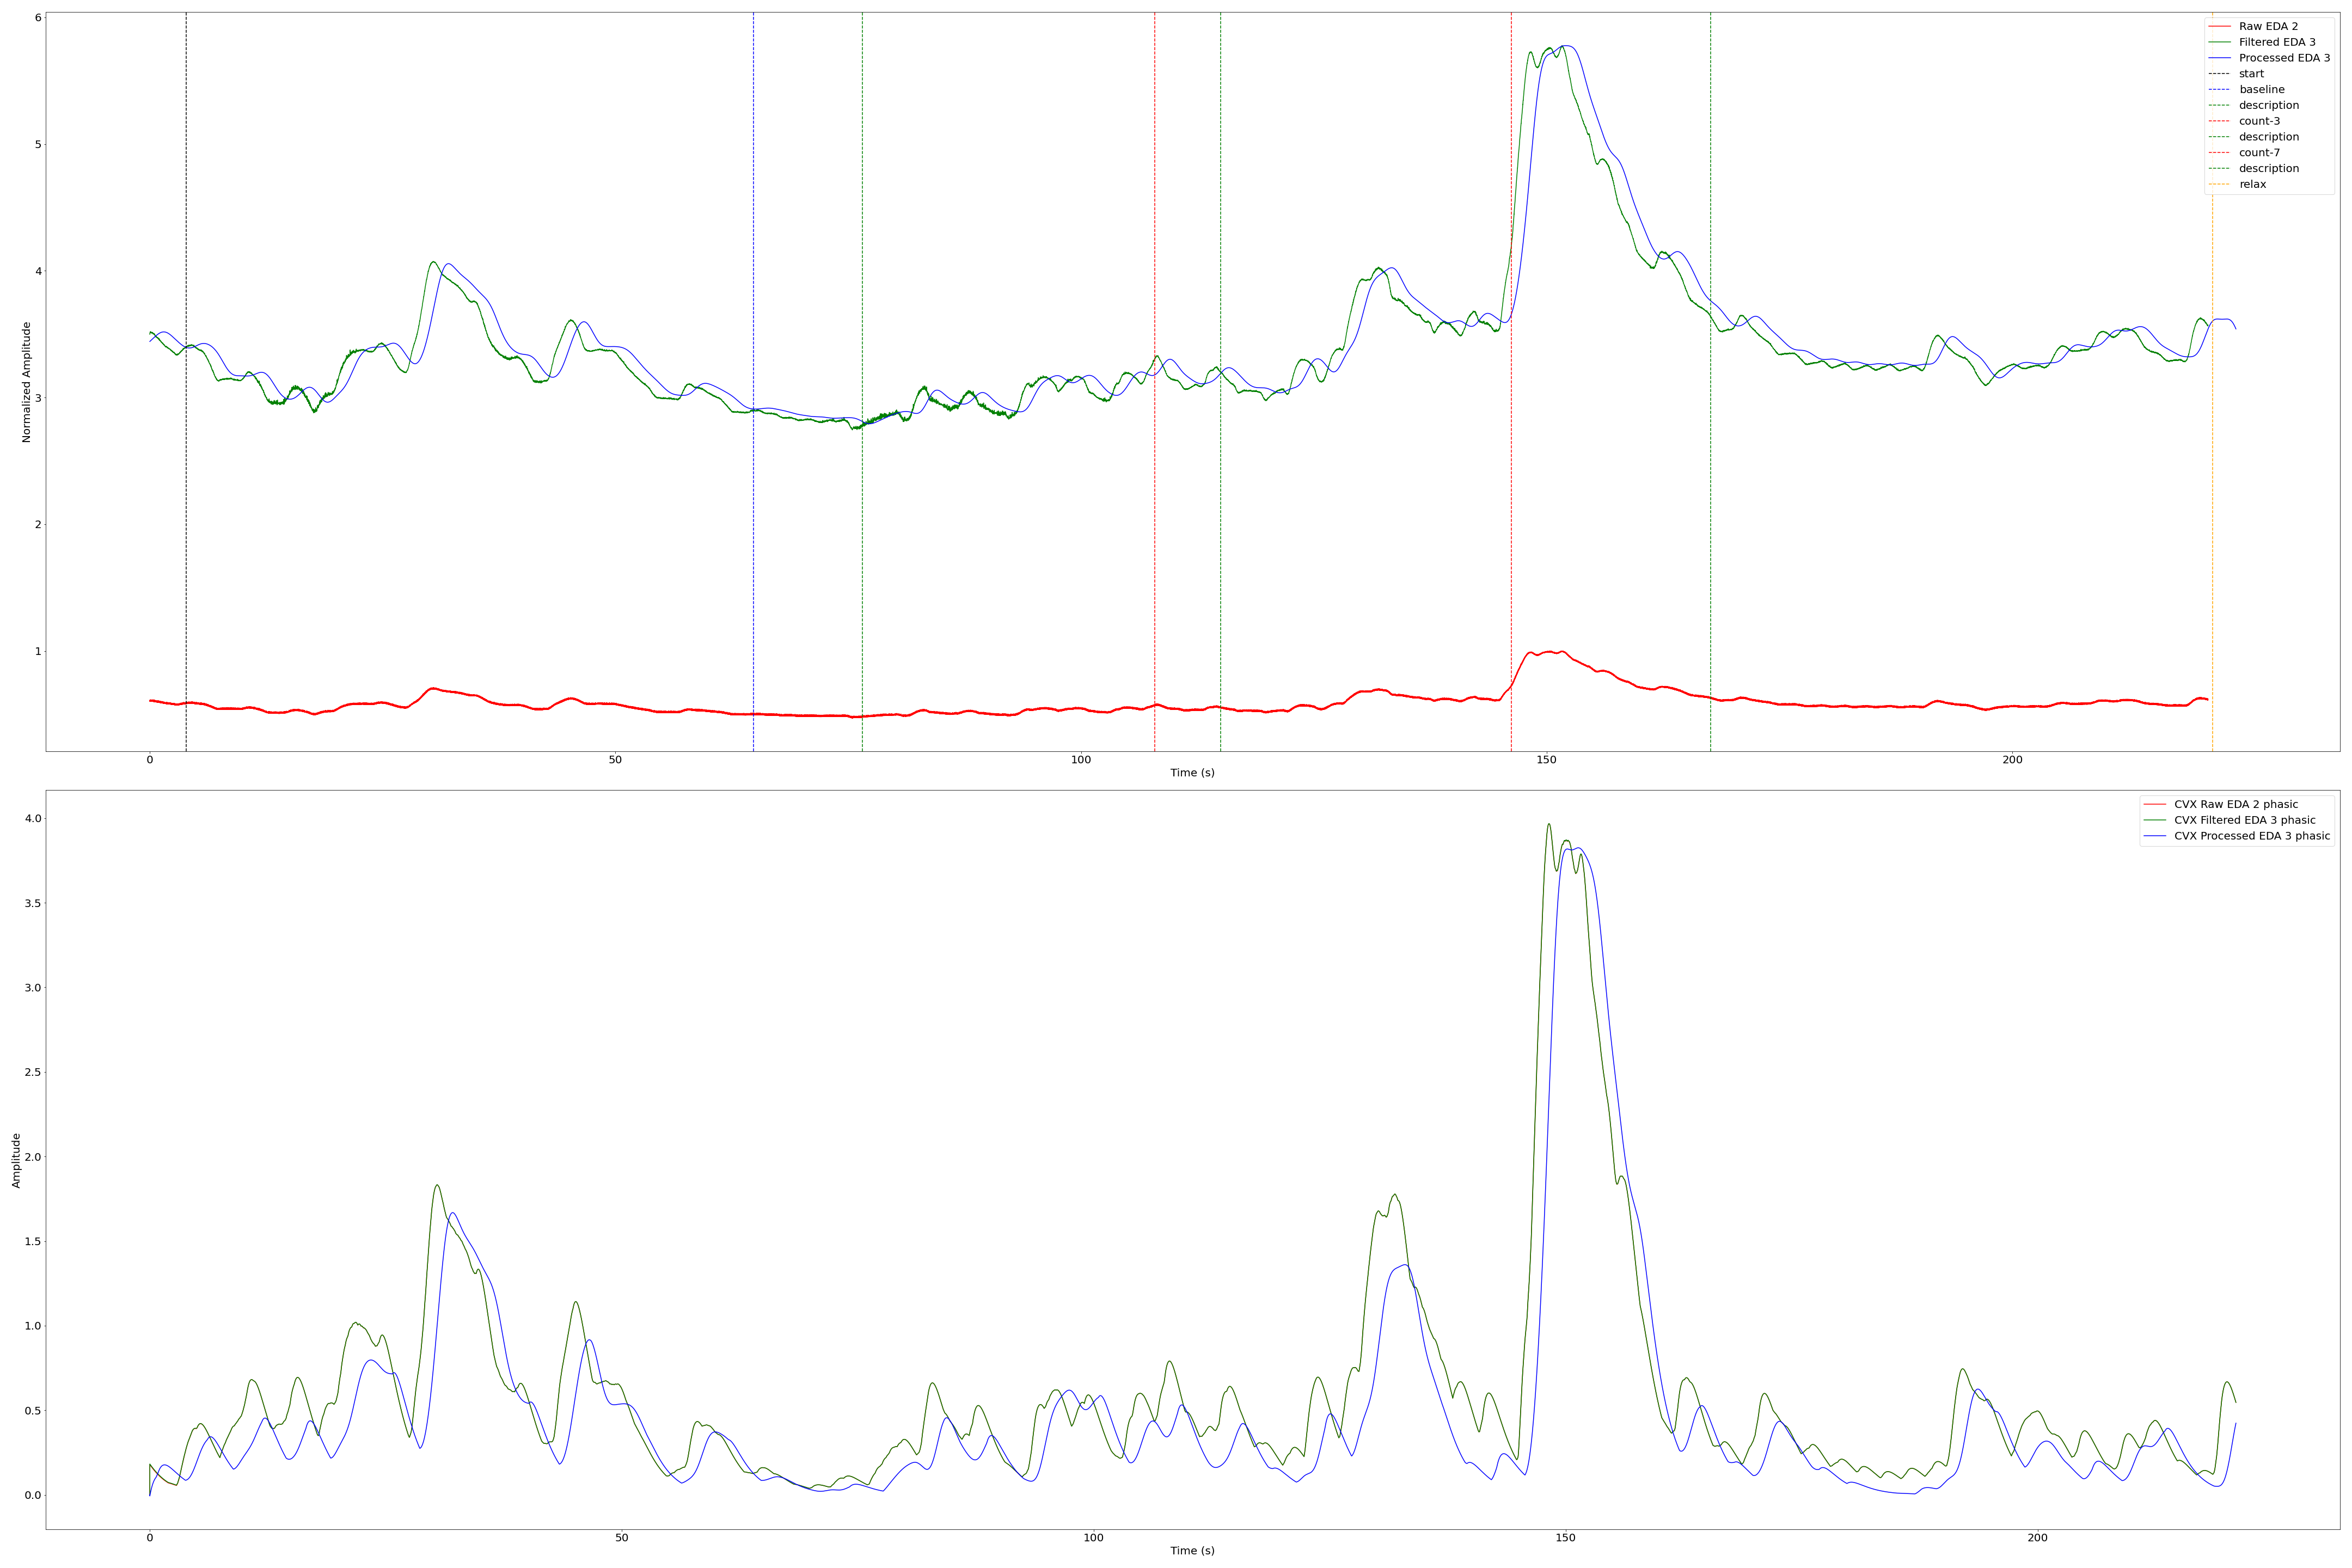 6
5
4
3
2
1
Normalized Amplitude
0
50
100
150
200
Time (s)
Raw EDA 2
Filtered EDA 3
Processed EDA 3
start
baseline
description
count-3
description
count-7
description
relax
4.0
3.5
3.0
2.5
2.0
1.5
1.0
0.5
0.0
Amplitude
0
50
100
150
200
Time (s)
CVX Raw EDA 2 phasic
CVX Filtered EDA 3 phasic
CVX Processed EDA 3 phasic